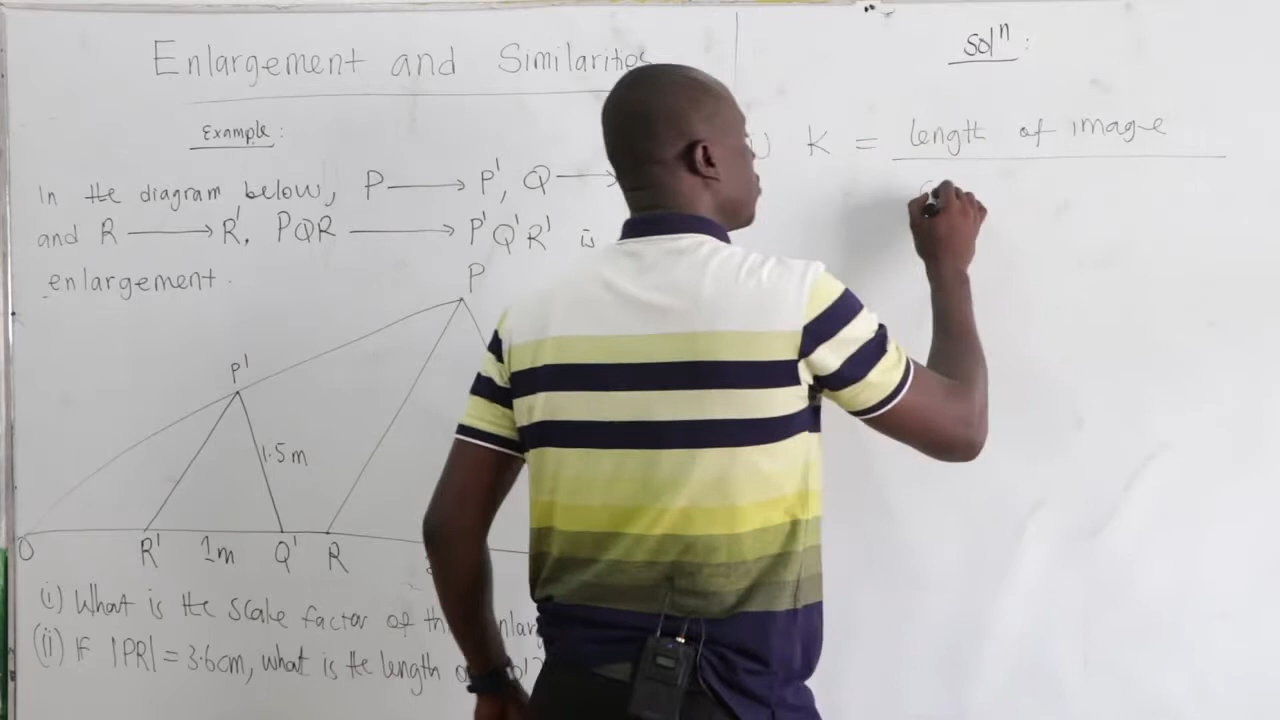 Enlargement and Similarities
Example:
In the diagram below, P → P', Q →
and R → R', PQR → P'Q'R' is
enlargement.
P
P'
1.5m
O R' 1m Q' R
(i) What is the scale factor of th
(ii) If |PR| = 3.6cm, what is the length
Solⁿ:
K = length of image